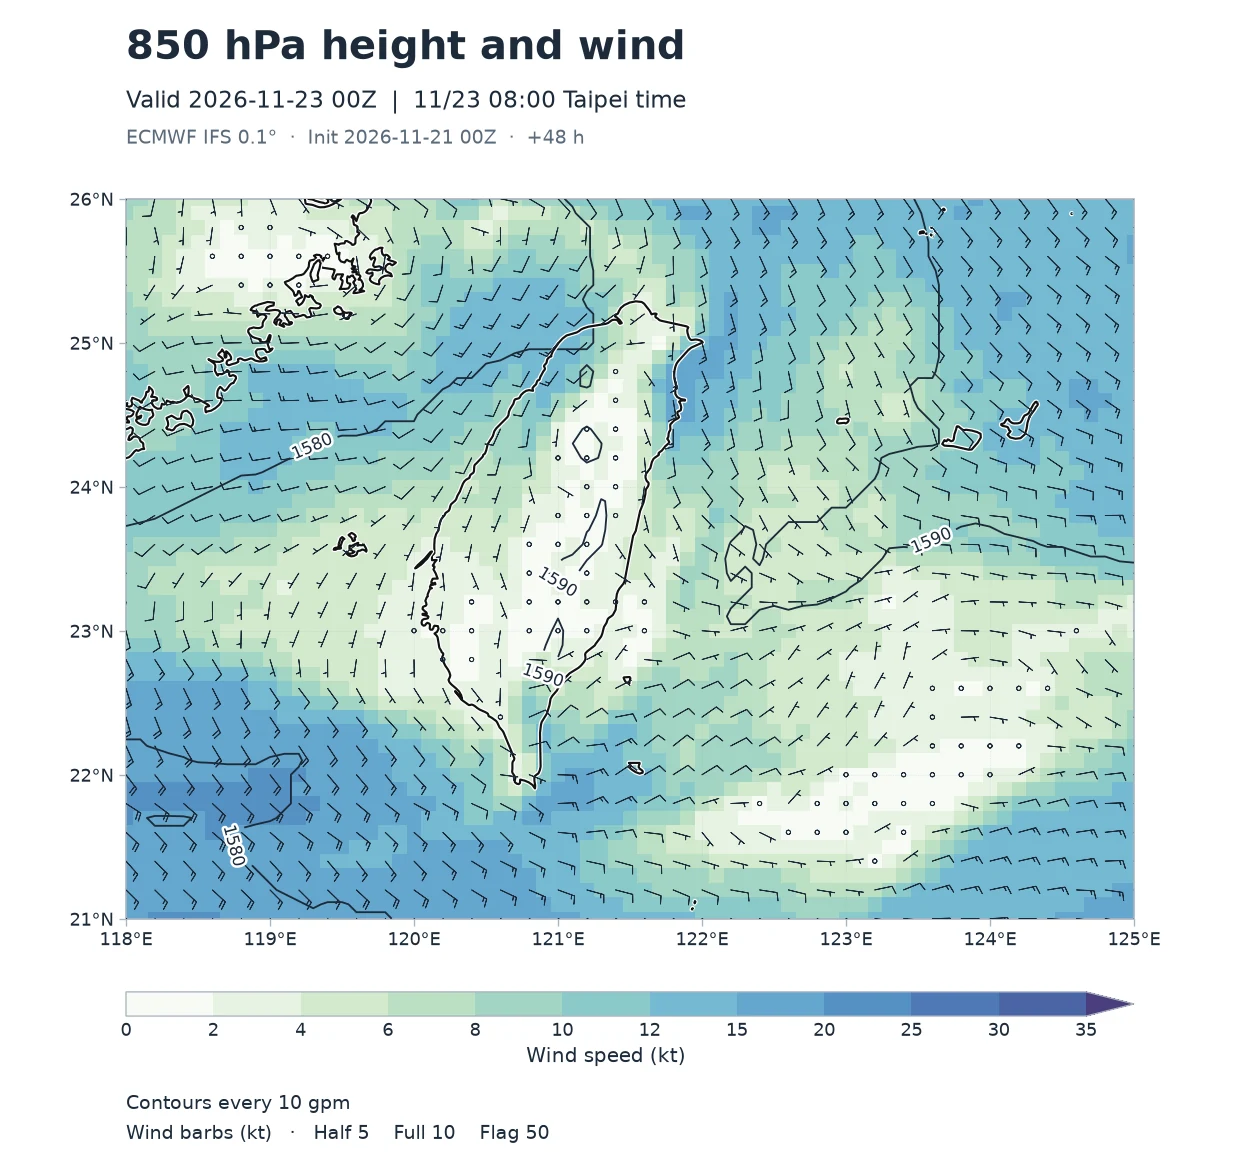 850 hPa height and wind
Valid 2026-11-23 00Z | 11/23 08:00 Taipei time
ECMWF IFS 0.1° · Init 2026-11-21 00Z · +48 h
26°N
25°N
24°N
23°N
22°N
21°N
1580
1590
1590
1590
1580
118°E 119°E 120°E 121°E 122°E 123°E 124°E 125°E
0 2 4 6 8 10 12 15 20 25 30 35
Wind speed (kt)
Contours every 10 gpm
Wind barbs (kt) · Half 5 Full 10 Flag 50